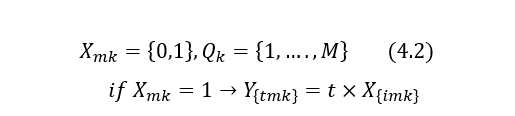 X_{mk} = {0,1}, Q_k = {1, …., M} (4.2)
if X_{mk} = 1 → Y_{{tmk}} = t × X_{{imk}}